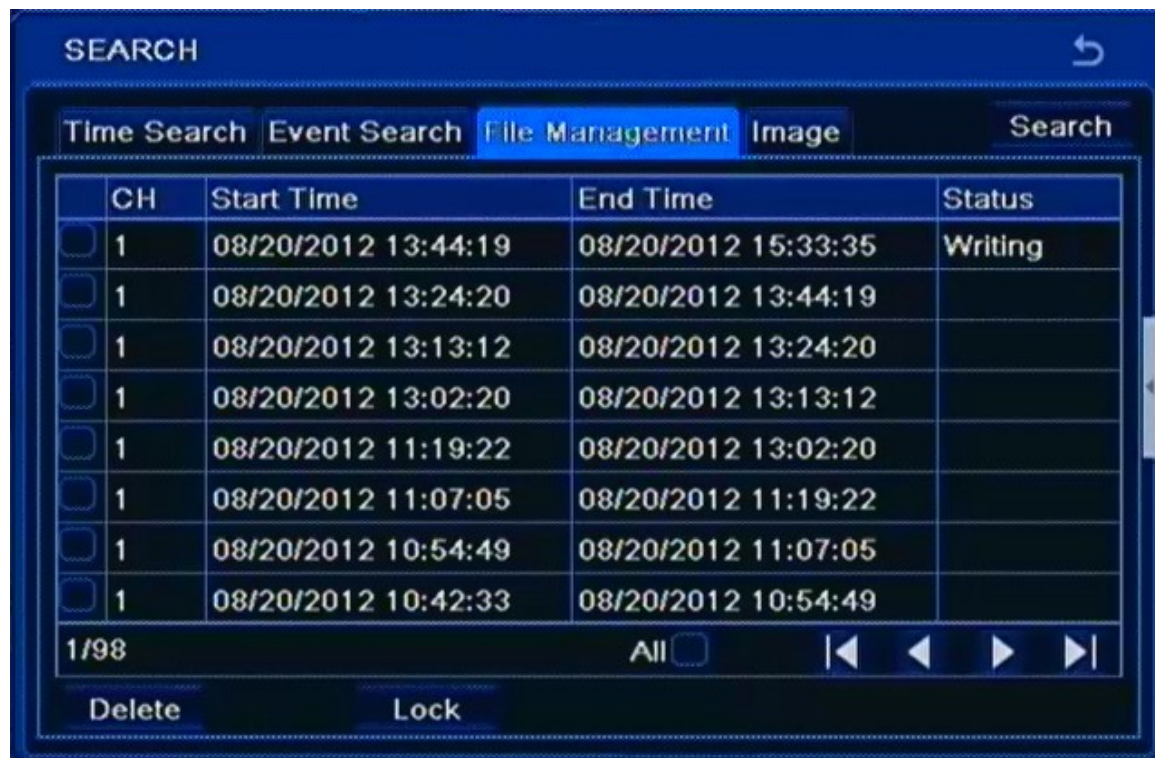 SEARCH
Time Search Event Search File Management Image Search
CH Start Time End Time Status
1 08/20/2012 13:44:19 08/20/2012 15:33:35 Writing
1 08/20/2012 13:24:20 08/20/2012 13:44:19
1 08/20/2012 13:13:12 08/20/2012 13:24:20
1 08/20/2012 13:02:20 08/20/2012 13:13:12
1 08/20/2012 11:19:22 08/20/2012 13:02:20
1 08/20/2012 11:07:05 08/20/2012 11:19:22
1 08/20/2012 10:54:49 08/20/2012 11:07:05
1 08/20/2012 10:42:33 08/20/2012 10:54:49
1/98 All
Delete Lock